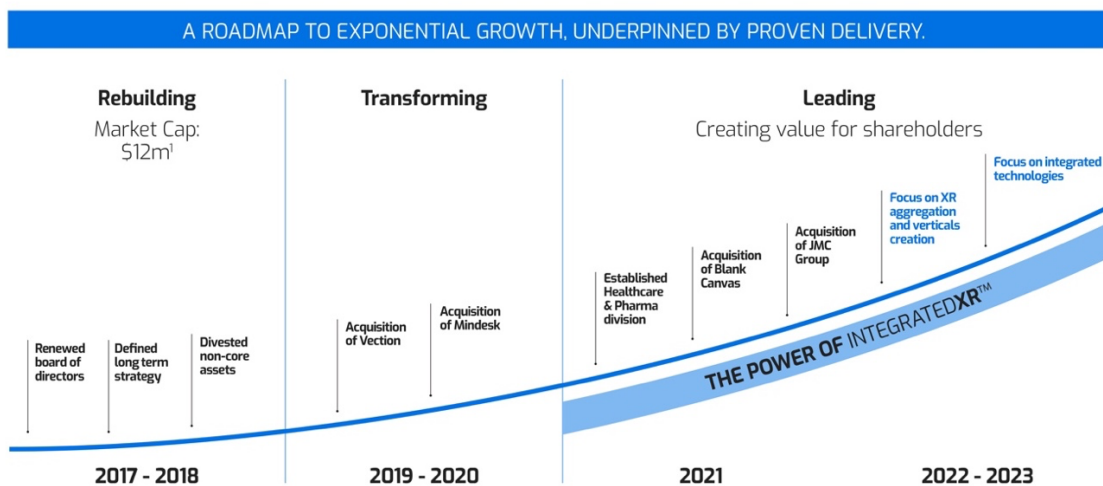 A ROADMAP TO EXPONENTIAL GROWTH, UNDERPINNED BY PROVEN DELIVERY.
Rebuilding
Market Cap:
$12m¹
Transforming
Leading
Creating value for shareholders
Renewed
board of
directors
Defined
long term
strategy
Divested
non-core
assets
Acquisition
of Vection
Acquisition
of Mindesk
Established
Healthcare
& Pharma
division
Acquisition
of Blank
Canvas
Acquisition
of JMC
Group
Focus on XR
aggregation
and verticals
creation
Focus on integrated
technologies
THE POWER OF INTEGRATEDXR™
2017 - 2018
2019 - 2020
2021
2022 - 2023